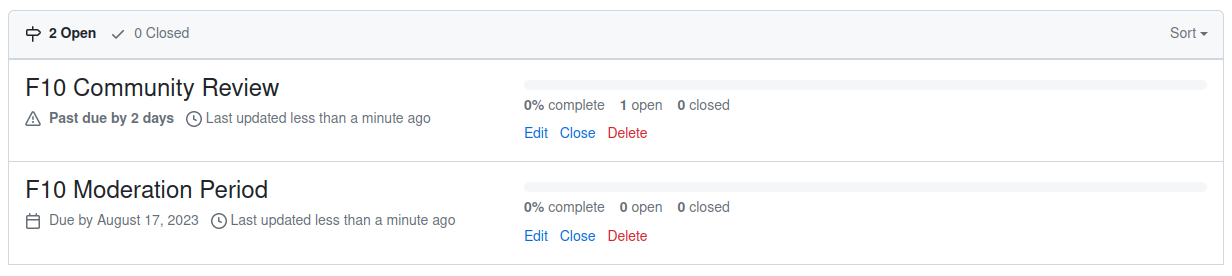 2 Open 0 Closed Sort
F10 Community Review
Past due by 2 days Last updated less than a minute ago
0% complete 1 open 0 closed
Edit Close Delete
F10 Moderation Period
Due by August 17, 2023 Last updated less than a minute ago
0% complete 0 open 0 closed
Edit Close Delete